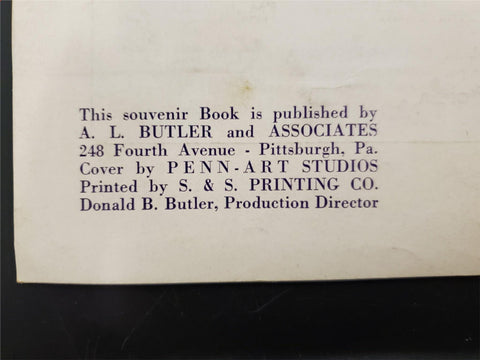 This souvenir Book is published by
A. L. BUTLER and ASSOCIATES
248 Fourth Avenue - Pittsburgh, Pa.
Cover by PENN-ART STUDIOS
Printed by S. & S. PRINTING CO.
Donald B. Butler, Production Director